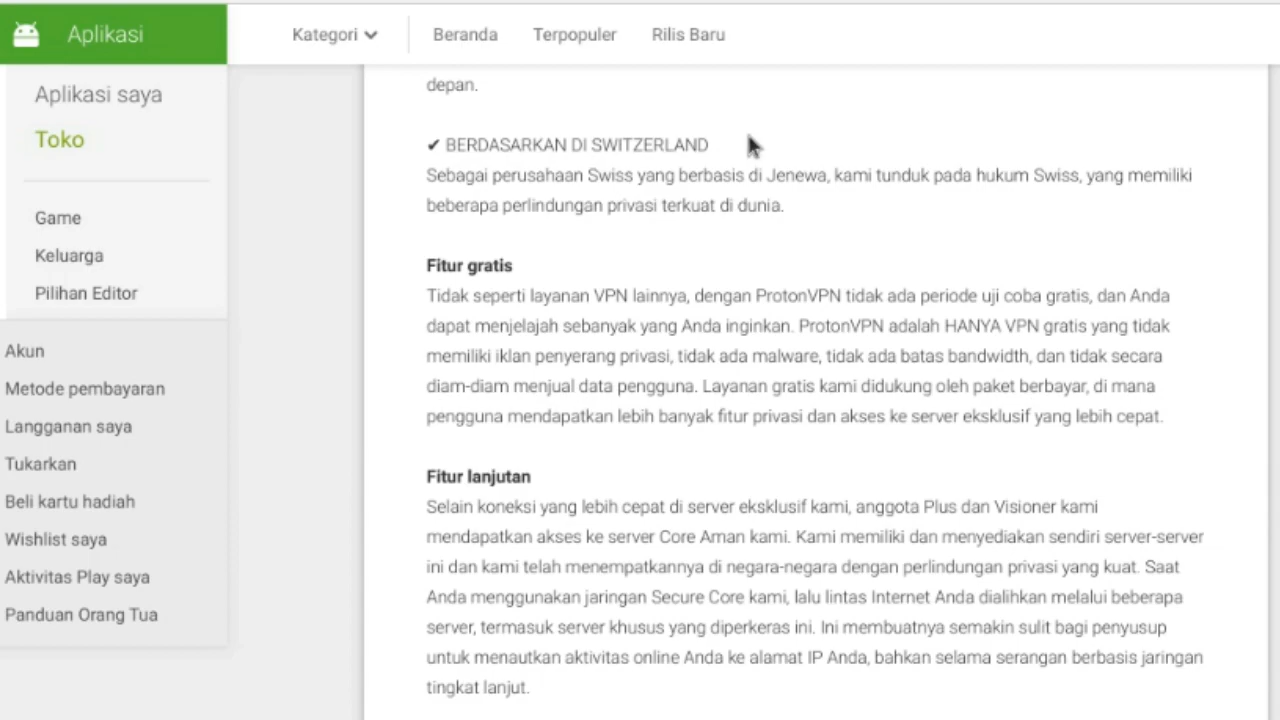 Aplikasi
Kategori
Beranda
Terpopuler
Rilis Baru
Aplikasi saya
Toko
Game
Keluarga
Pilihan Editor
Akun
Metode pembayaran
Langganan saya
Tukarkan
Beli kartu hadiah
Wishlist saya
Aktivitas Play saya
Panduan Orang Tua
depan.
✔ BERDASARKAN DI SWITZERLAND
Sebagai perusahaan Swiss yang berbasis di Jenewa, kami tunduk pada hukum Swiss, yang memiliki
beberapa perlindungan privasi terkuat di dunia.
Fitur gratis
Tidak seperti layanan VPN lainnya, dengan ProtonVPN tidak ada periode uji coba gratis, dan Anda
dapat menjelajah sebanyak yang Anda inginkan. ProtonVPN adalah HANYA VPN gratis yang tidak
memiliki iklan penyerang privasi, tidak ada malware, tidak ada batas bandwidth, dan tidak secara
diam-diam menjual data pengguna. Layanan gratis kami didukung oleh paket berbayar, di mana
pengguna mendapatkan lebih banyak fitur privasi dan akses ke server eksklusif yang lebih cepat.
Fitur lanjutan
Selain koneksi yang lebih cepat di server eksklusif kami, anggota Plus dan Visioner kami
mendapatkan akses ke server Core Aman kami. Kami memiliki dan menyediakan sendiri server-server
ini dan kami telah menempatkannya di negara-negara dengan perlindungan privasi yang kuat. Saat
Anda menggunakan jaringan Secure Core kami, lalu lintas Internet Anda dialihkan melalui beberapa
server, termasuk server khusus yang diperkeras ini. Ini membuatnya semakin sulit bagi penyusup
untuk menautkan aktivitas online Anda ke alamat IP Anda, bahkan selama serangan berbasis jaringan
tingkat lanjut.